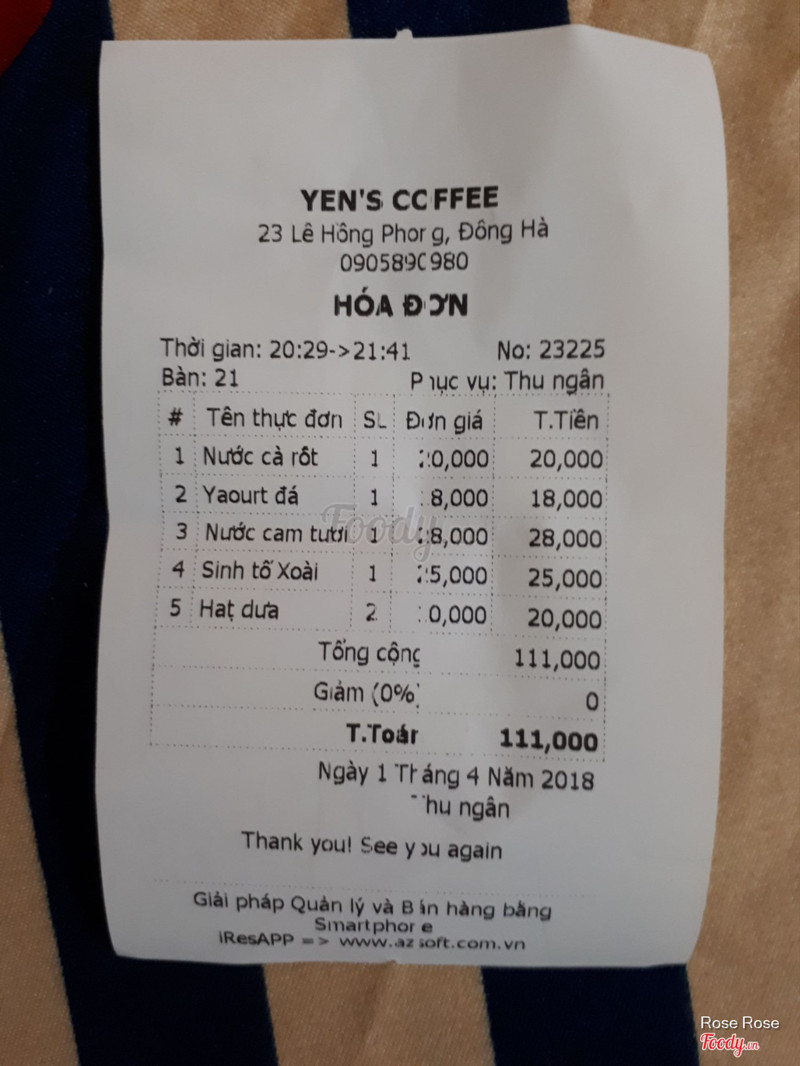 YEN'S COFFEE
23 Lê Hồng Phong, Đông Hà
0905890980
HÓA ĐƠN
Thời gian: 20:29->21:41 No: 23225
Bàn: 21 Phục vụ: Thu ngân
# Tên thực đơn SL Đơn giá T.Tiền
1 Nước cà rốt 1 20,000 20,000
2 Yaourt đá 1 18,000 18,000
3 Nước cam tươi 1 28,000 28,000
4 Sinh tố Xoài 1 25,000 25,000
5 Hạt dưa 2 10,000 20,000
Tổng cộng 111,000
Giảm (0%) 0
T.Toán 111,000
Ngày 1 Tháng 4 Năm 2018
Thu ngân
Thank you! See you again
Giải pháp Quản lý và Bán hàng bằng
Smartphone
iResAPP => www.azsoft.com.vn
Foody
Rose Rose
Foody.vn